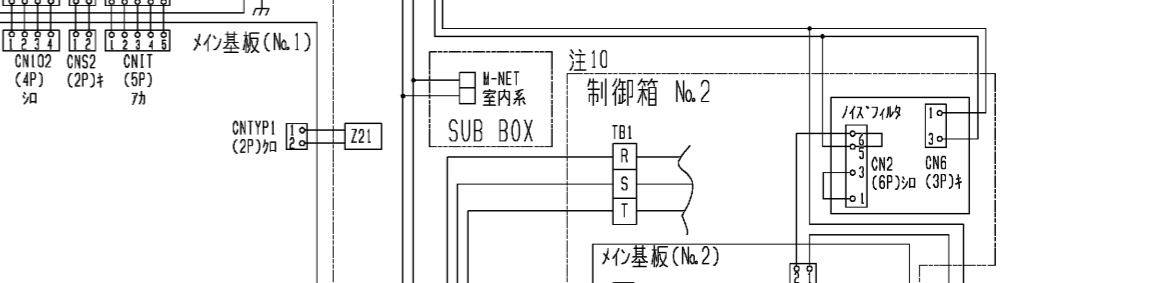 1 2 3 4
1 2
1 2 3 4 5
メイン基板(No.1)
CN102
(4P)
シロ
CNS2
(2P)キ
CNIT
(5P)
アカ
CNTYP1
(2P)クロ
1
2
Z21
M-NET
室内系
SUB BOX
注10
制御箱 No.2
TB1
R
S
T
ノイズフィルタ
6
5
3
1
CN2
(6P)シロ
1
3
CN6
(3P)キ
メイン基板(No.2)
2 1